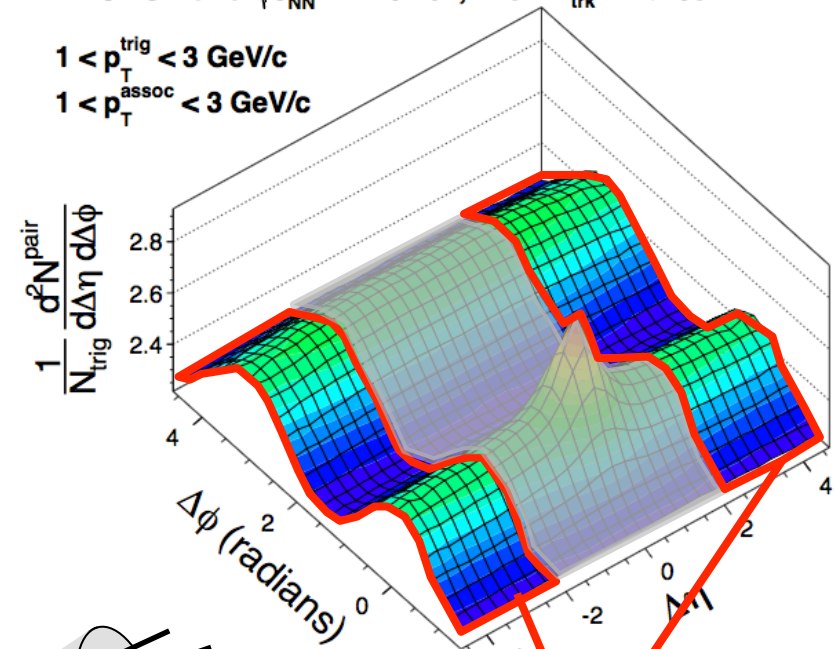 1 < p_T^trig < 3 GeV/c
1 < p_T^assoc < 3 GeV/c
1/N_trig d²N^pair/dΔη dΔϕ
2.8
2.6
2.4
4
2
0
Δϕ (radians)
-2
0
2
4
Δη